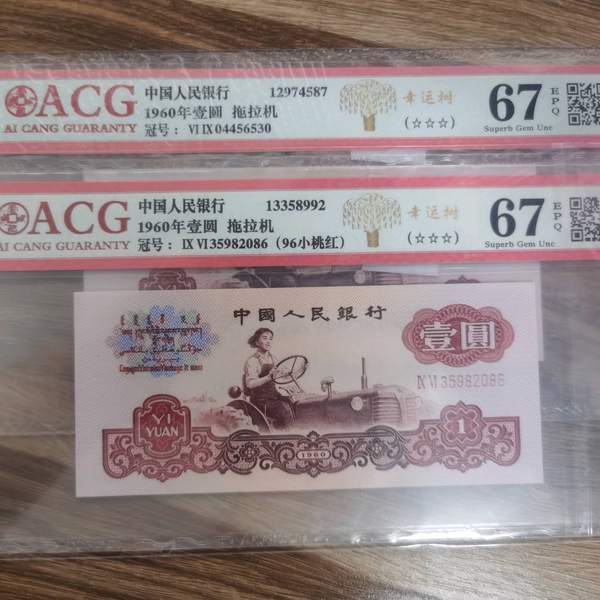 ACG
AI CANG GUARANTY
中国人民银行 12974587
1960年壹圆 拖拉机
冠号： VI IX 04456530
幸运树
(☆☆☆)
67
EPQ
Superb Gem Unc
ACG
AI CANG GUARANTY
中国人民银行 13358992
1960年壹圆 拖拉机
冠号： IX VI 35982086 (96小桃红)
幸运树
(☆☆☆)
67
EPQ
Superb Gem Unc
中國人民銀行
壹圓
IX VI 35982086
YUAN
1960
1